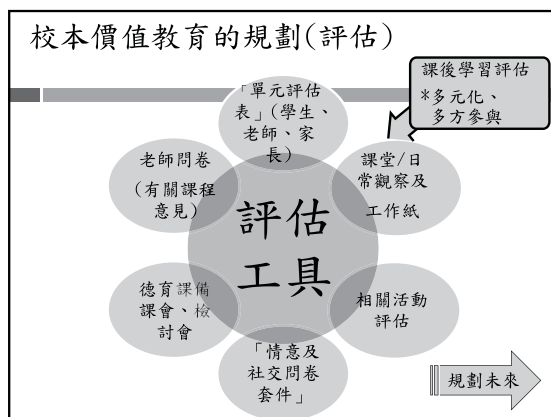 校本價值教育的規劃(評估)
課後學習評估
*多元化、
多方參與
「單元評估
表」(學生、
老師、家
長)
課堂/日
常觀察及
工作紙
相關活動
評估
「情意及
社交問卷
套件」
德育課備
課會、檢
討會
老師問卷
(有關課程
意見)
評估
工具
規劃未來